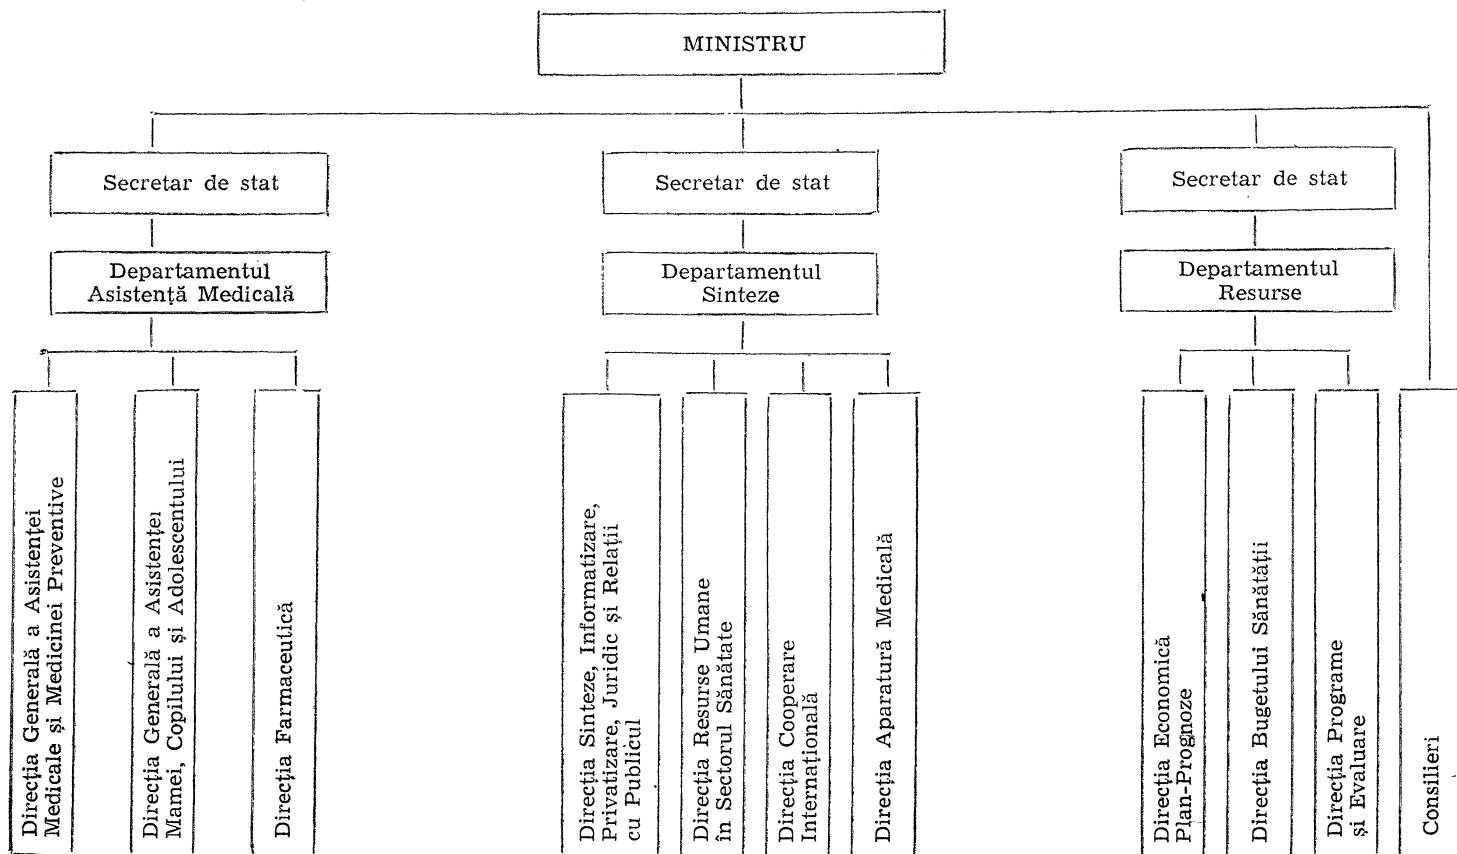 MINISTRU
Secretar de stat
Secretar de stat
Secretar de stat
Departamentul
Asistență Medicală
Departamentul
Sinteze
Departamentul
Resurse
Direcția Generală a Asistenței
Medicale și Medicinei Preventive
Direcția Generală a Asistenței
Mamei, Copilului și Adolescentului
Direcția Farmaceutică
Direcția Sinteze, Informatizare,
Privatizare, Juridic și Relații
cu Publicul
Direcția Resurse Umane
în Sectorul Sănătate
Direcția Cooperare
Internațională
Direcția Aparatură Medicală
Direcția Economică
Plan-Prognoze
Direcția Bugetului Sănătății
Direcția Programe
și Evaluare
Consilieri